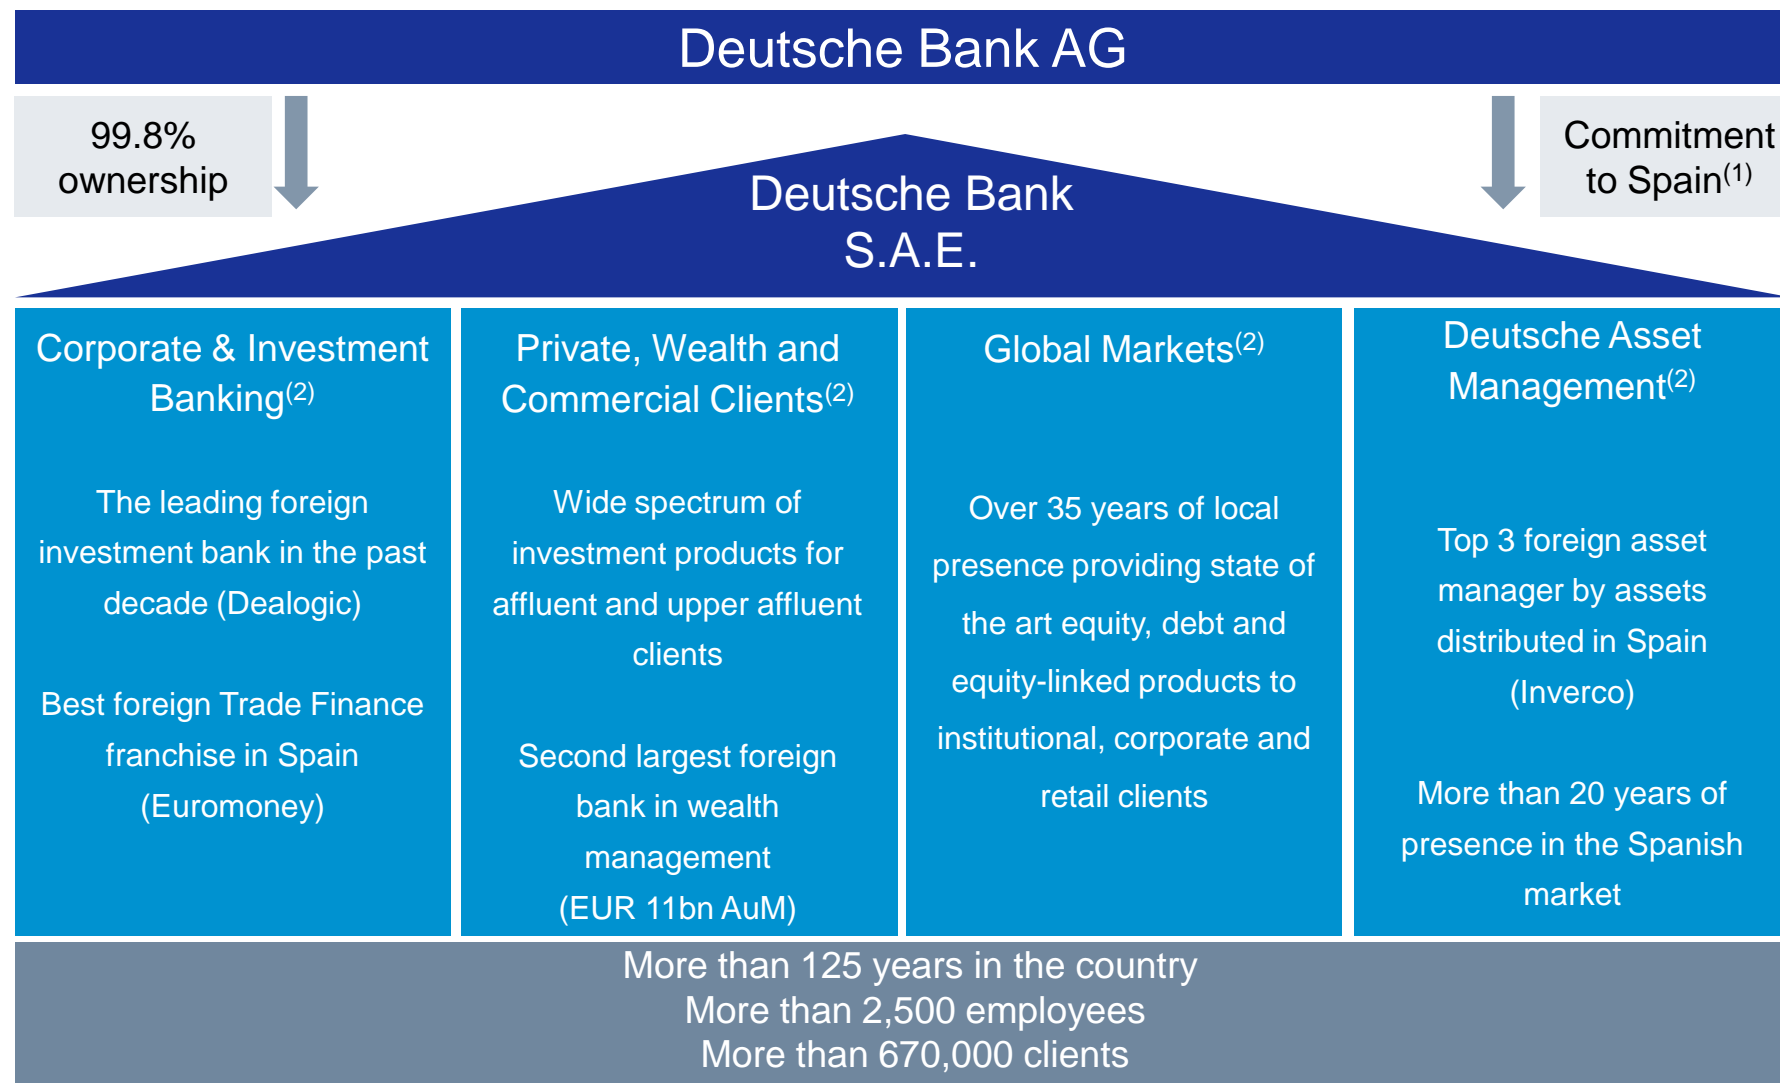 Deutsche Bank AG
99.8%
ownership
Commitment
to Spain(1)
Deutsche Bank
S.A.E.
Corporate & Investment
Banking(2)
The leading foreign
investment bank in the past
decade (Dealogic)
Best foreign Trade Finance
franchise in Spain
(Euromoney)
Private, Wealth and
Commercial Clients(2)
Wide spectrum of
investment products for
affluent and upper affluent
clients
Second largest foreign
bank in wealth
management
(EUR 11bn AuM)
Global Markets(2)
Over 35 years of local
presence providing state of
the art equity, debt and
equity-linked products to
institutional, corporate and
retail clients
Deutsche Asset
Management(2)
Top 3 foreign asset
manager by assets
distributed in Spain
(Inverco)
More than 20 years of
presence in the Spanish
market
More than 125 years in the country
More than 2,500 employees
More than 670,000 clients